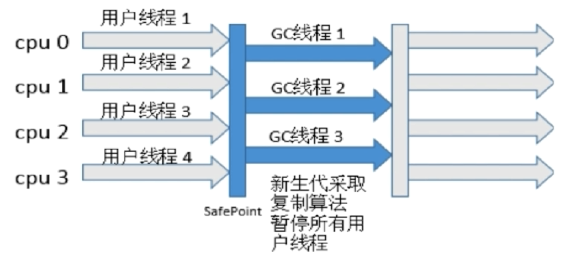 用户线程 1
GC线程 1
cpu 0
用户线程 2
cpu 1
GC线程 2
用户线程 3
cpu 2
GC线程 3
用户线程 4
cpu 3
SafePoint
新生代采取
复制算法
暂停所有用
户线程